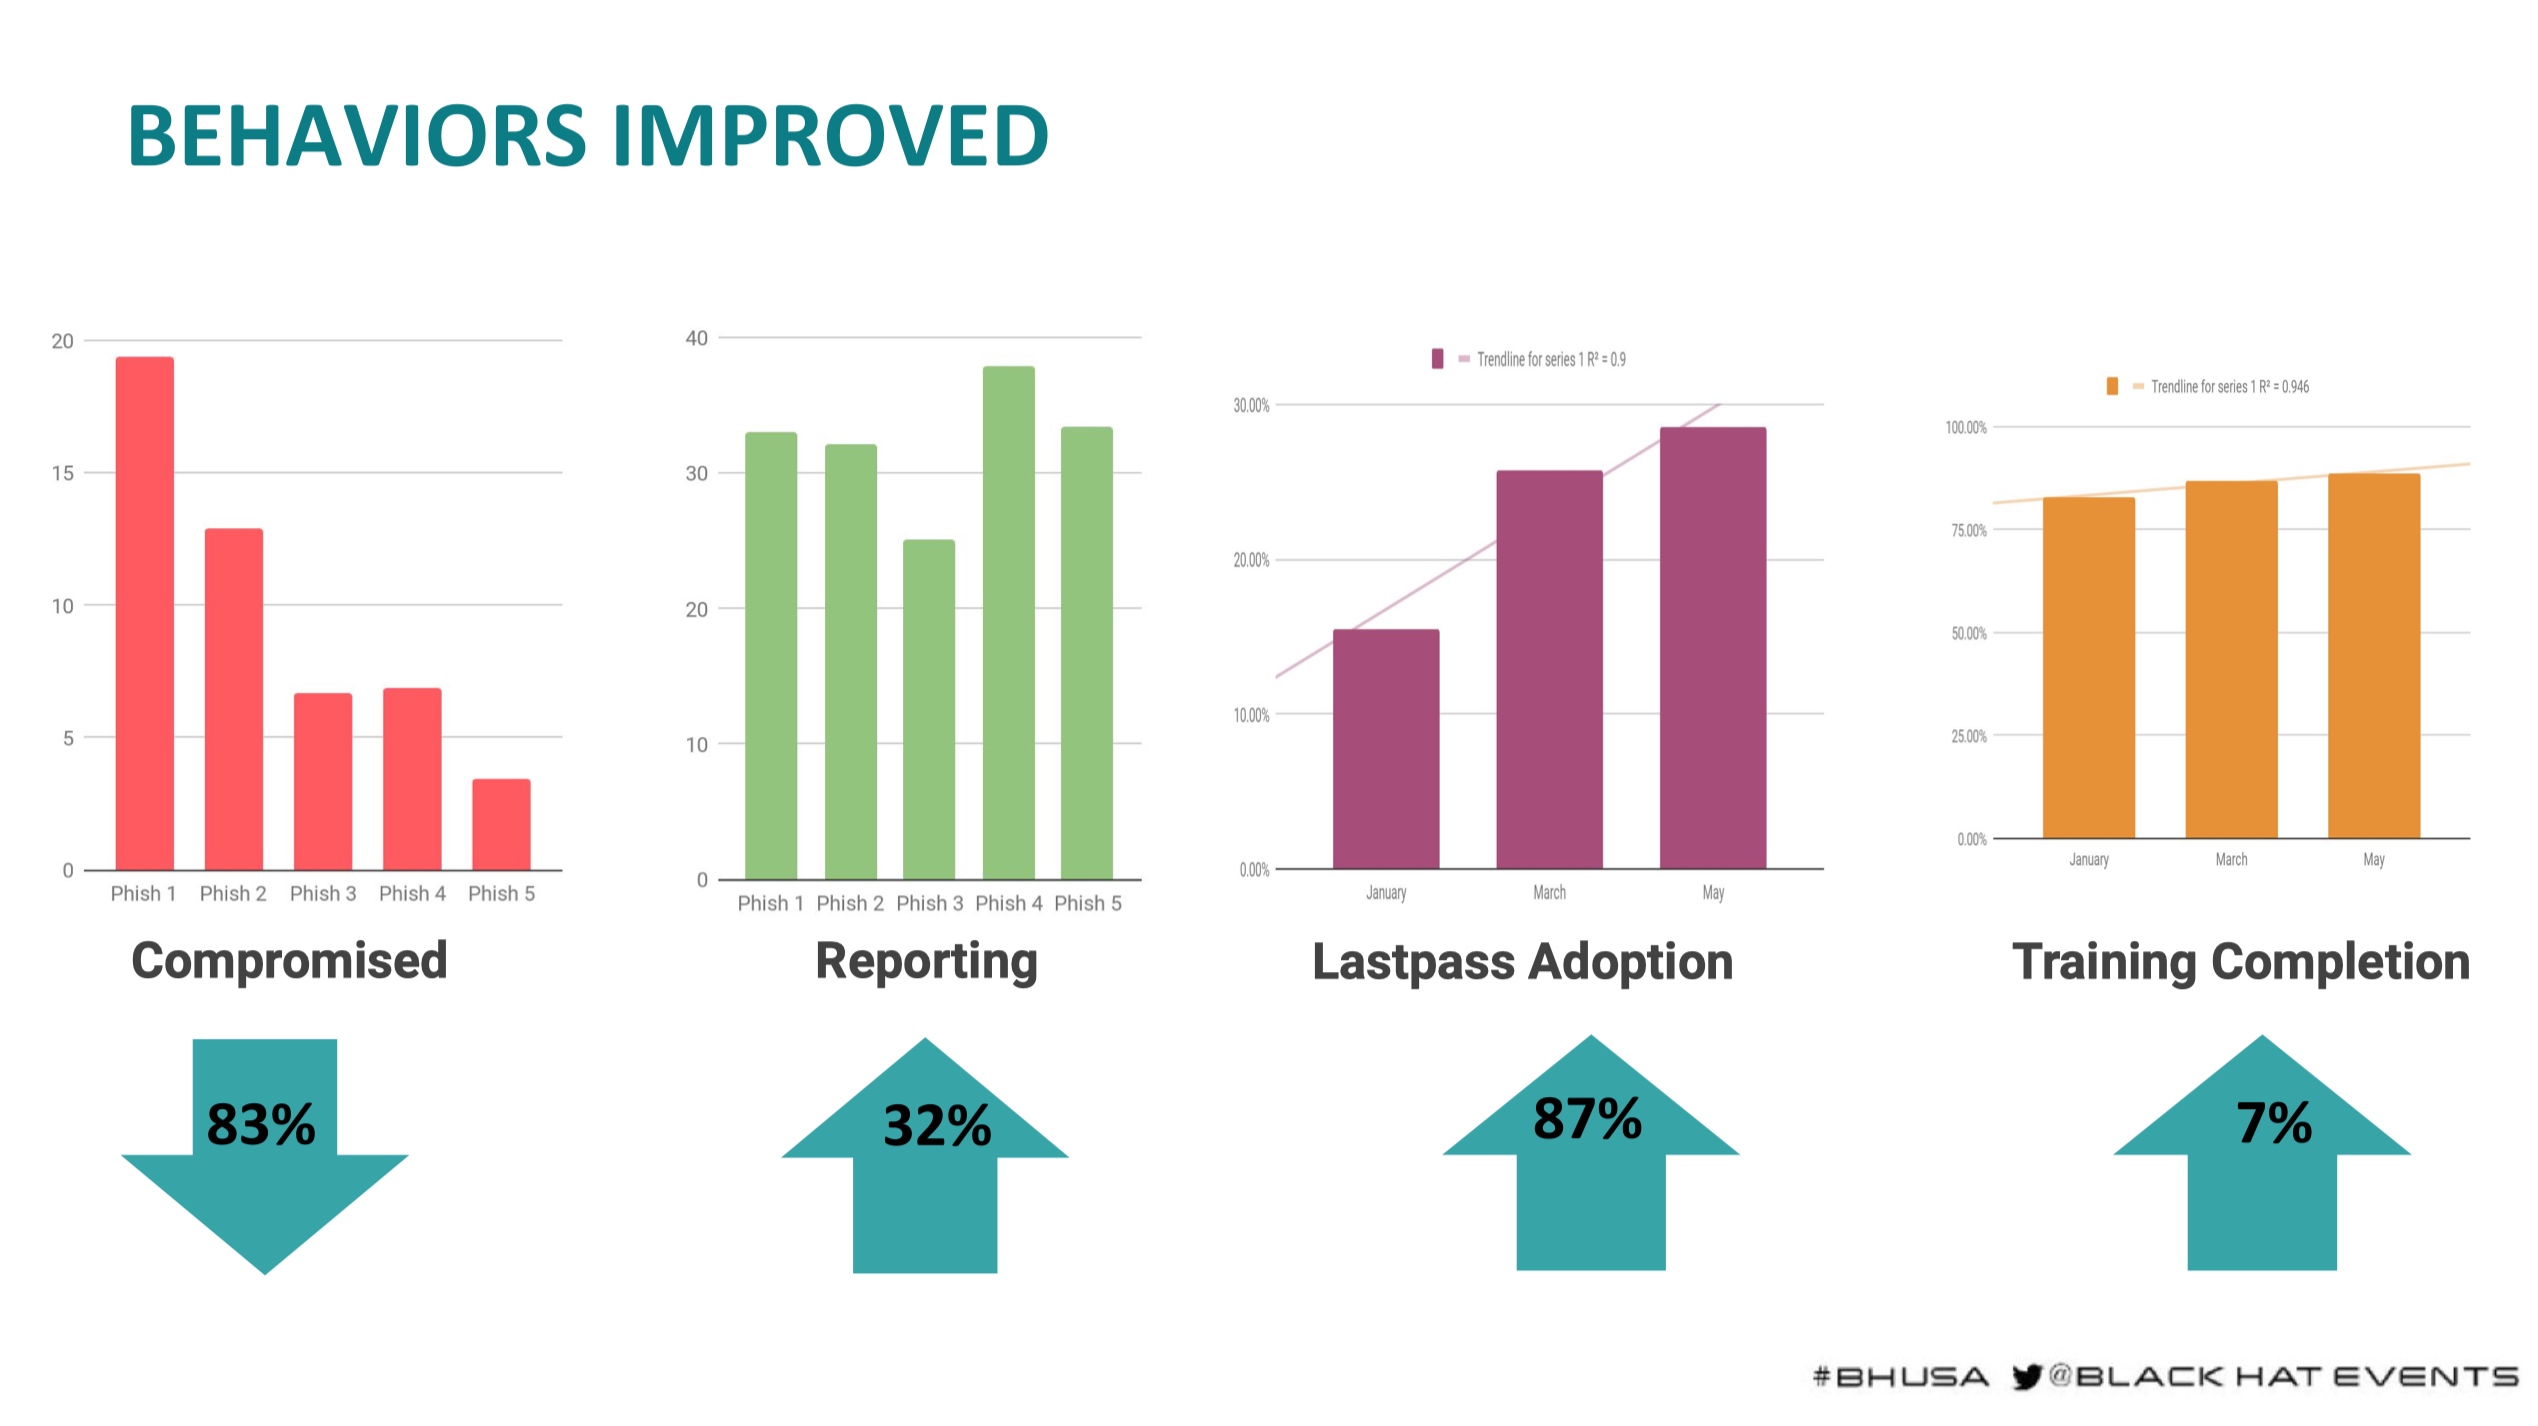 BEHAVIORS IMPROVED
20
15
10
5
0
Phish 1 Phish 2 Phish 3 Phish 4 Phish 5
Compromised
83%
40
30
20
10
0
Phish 1 Phish 2 Phish 3 Phish 4 Phish 5
Reporting
32%
Trendline for series 1 R² = 0.9
30.00%
20.00%
10.00%
0.00%
January March May
Lastpass Adoption
87%
Trendline for series 1 R² = 0.946
100.00%
75.00%
50.00%
25.00%
0.00%
January March May
Training Completion
7%
#BHUSA @BLACK HAT EVENTS